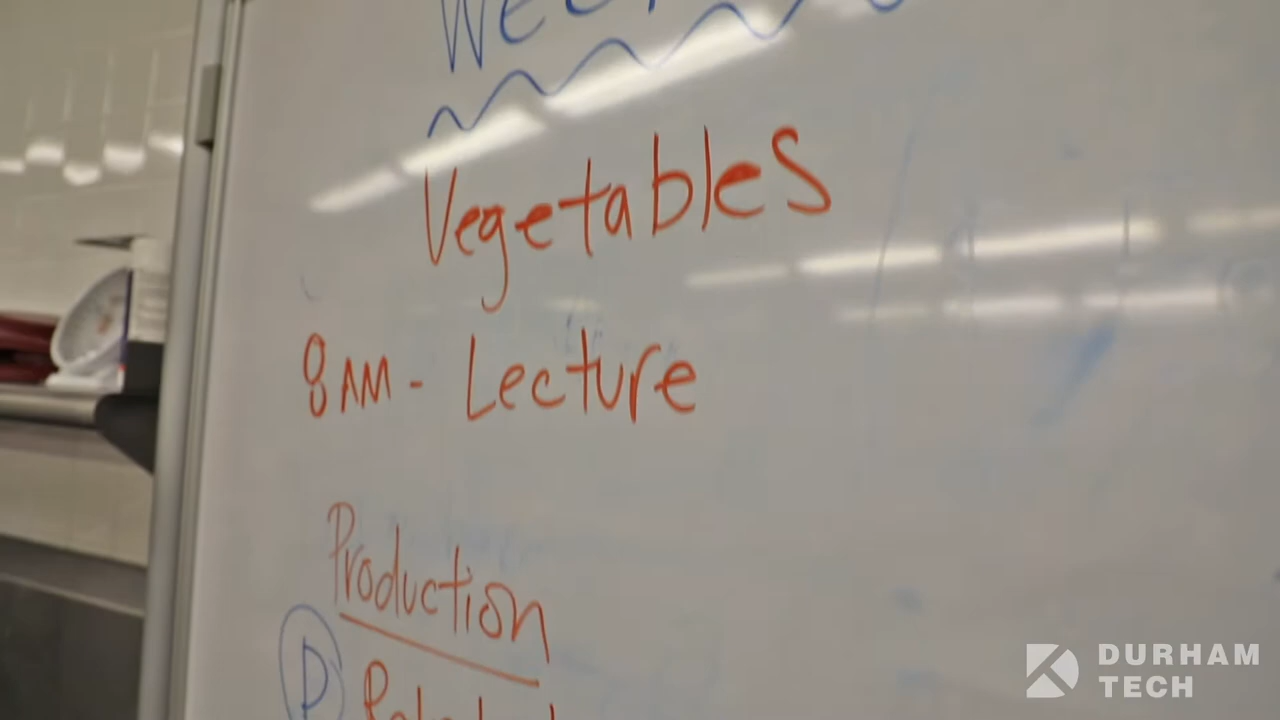 Vegetables
8 AM - Lecture
Production
P
DURHAM
TECH